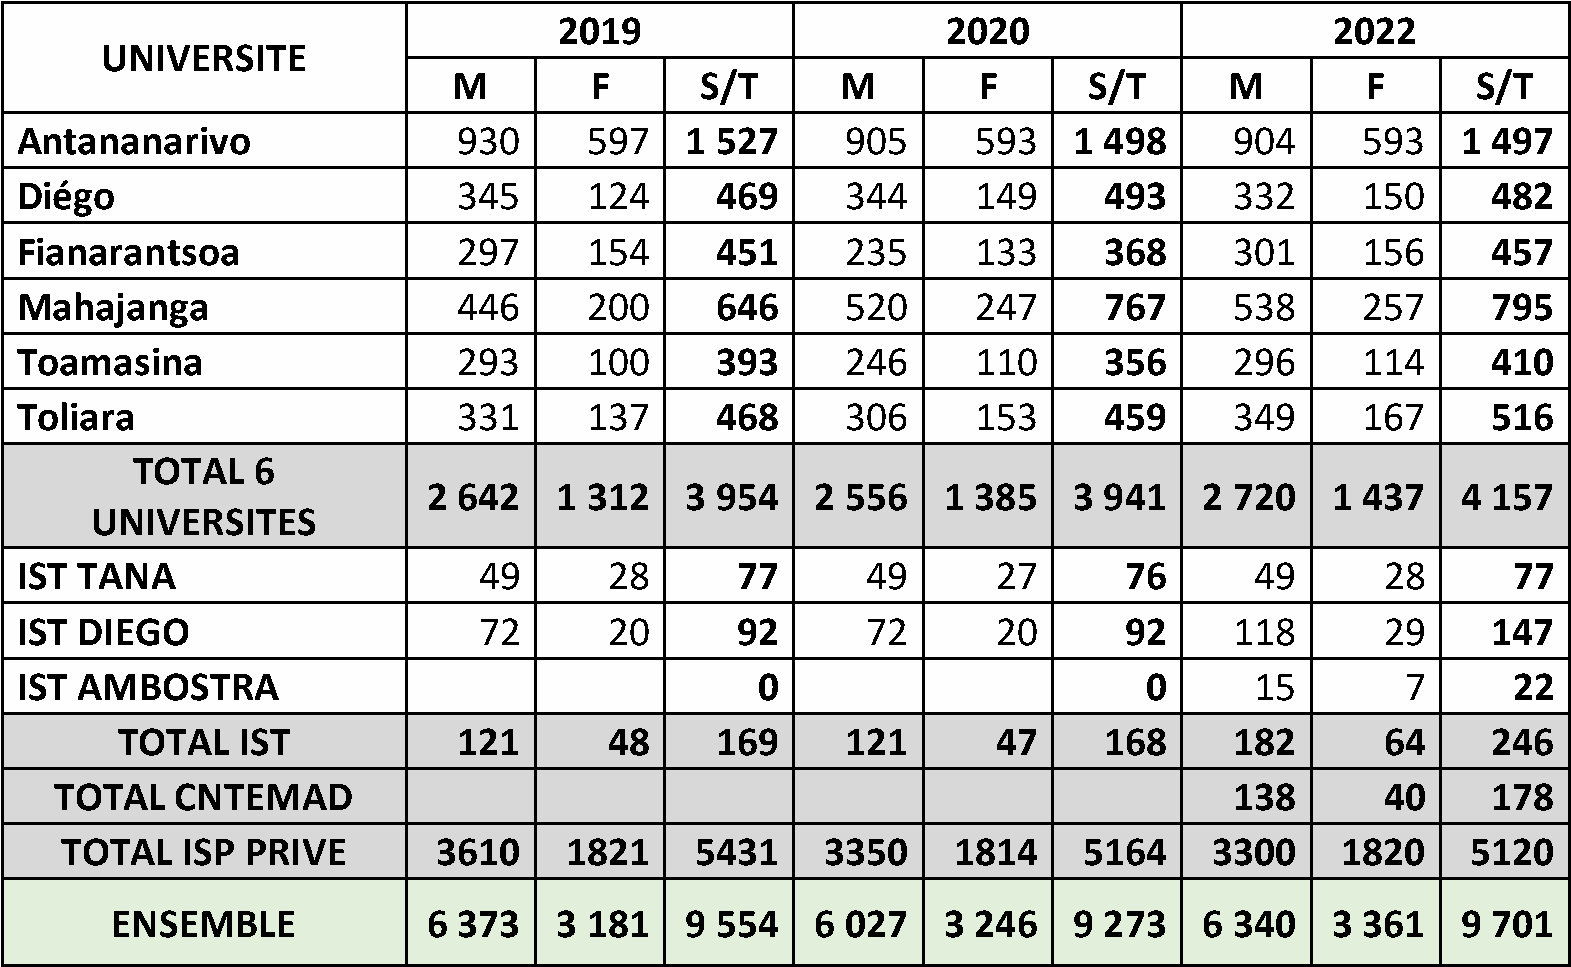 UNIVERSITE 2019 2020 2022
M F S/T M F S/T M F S/T
Antananarivo 930 597 1 527 905 593 1 498 904 593 1 497
Diégo 345 124 469 344 149 493 332 150 482
Fianarantsoa 297 154 451 235 133 368 301 156 457
Mahajanga 446 200 646 520 247 767 538 257 795
Toamasina 293 100 393 246 110 356 296 114 410
Toliara 331 137 468 306 153 459 349 167 516
TOTAL 6
UNIVERSITES 2 642 1 312 3 954 2 556 1 385 3 941 2 720 1 437 4 157
IST TANA 49 28 77 49 27 76 49 28 77
IST DIEGO 72 20 92 72 20 92 118 29 147
IST AMBOSTRA 0 0 15 7 22
TOTAL IST 121 48 169 121 47 168 182 64 246
TOTAL CNTEMAD 138 40 178
TOTAL ISP PRIVE 3610 1821 5431 3350 1814 5164 3300 1820 5120
ENSEMBLE 6 373 3 181 9 554 6 027 3 246 9 273 6 340 3 361 9 701